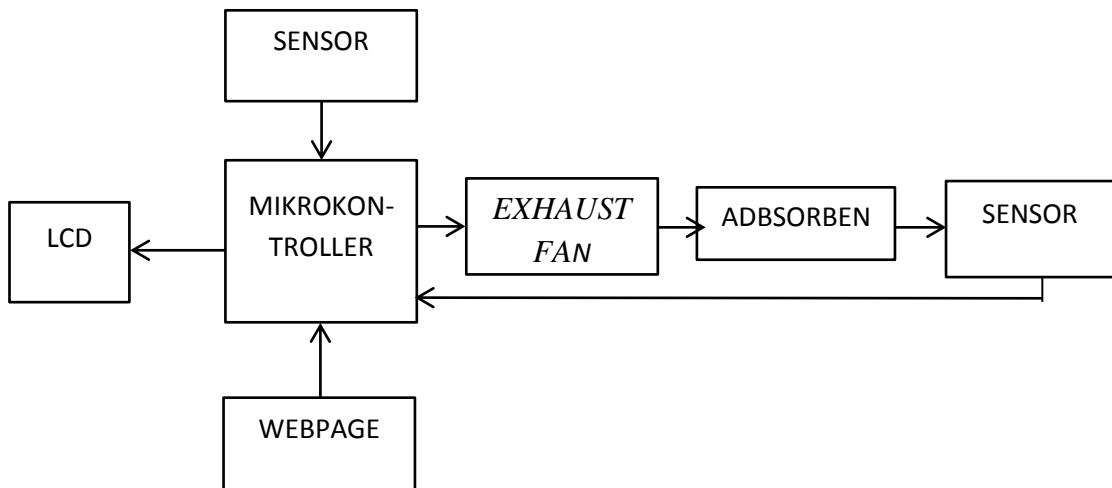 SENSOR
LCD
MIKROKON-
TROLLER
EXHAUST
FAN
ADBSORBEN
SENSOR
WEBPAGE